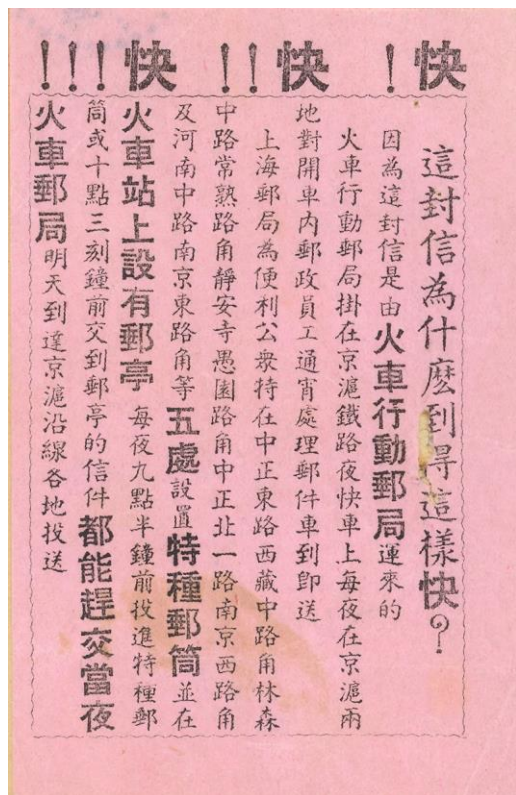 快！　快！！　快！！！
這封信為什麽到得這樣快？
因為這封信是由火車行動郵局運來的
火車行動郵局掛在京滬鐵路夜快車上每夜在京滬兩
地對開車內郵政員工通宵處理郵件車到卽送
上海郵局為便利公衆特在中正東路西藏中路角林森
中路常熟路角靜安寺愚園路角中正北一路南京西路角
及河南中路南京東路角等五處設置特種郵筒並在
火車站上設有郵亭每夜九點半鐘前投進特種郵
筒或十點三刻鐘前交到郵亭的信件都能趕交當夜
火車郵局明天到達京滬沿線各地投送